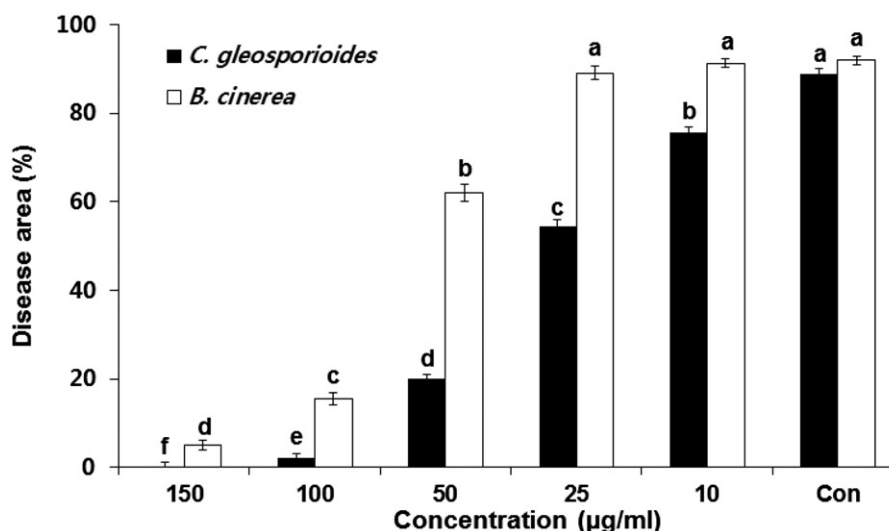 100
80
60
40
20
0
Disease area (%)
C. gleosporioides
B. cinerea
f d
e c
d b
c a
b a
a a
150 100 50 25 10 Con
Concentration (µg/ml)